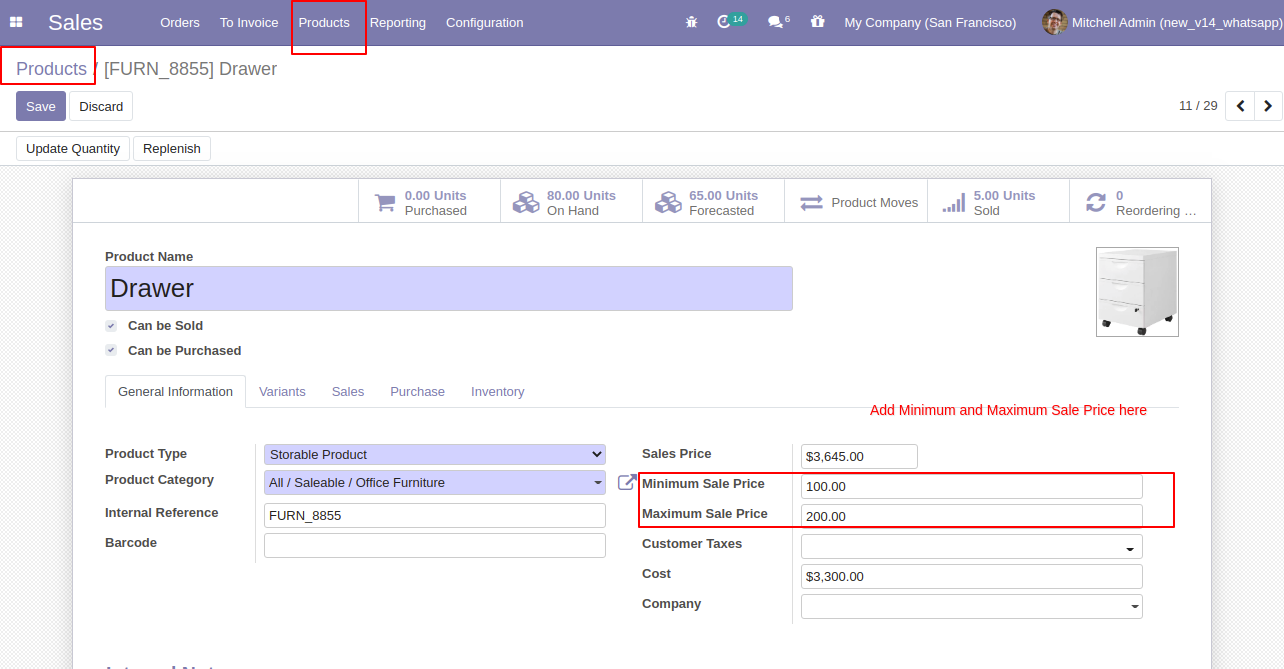 Sales Orders To Invoice Products Reporting Configuration 14 6 My Company (San Francisco) Mitchell Admin (new_v14_whatsapp)
Products / [FURN_8855] Drawer
Save Discard 11 / 29
Update Quantity Replenish
0.00 Units
Purchased
80.00 Units
On Hand
65.00 Units
Forecasted
Product Moves
5.00 Units
Sold
0
Reordering ...
Product Name
Drawer
Can be Sold
Can be Purchased
General Information Variants Sales Purchase Inventory
Add Minimum and Maximum Sale Price here
Product Type Storable Product
Product Category All / Saleable / Office Furniture
Internal Reference FURN_8855
Barcode
Sales Price $3,645.00
Minimum Sale Price 100.00
Maximum Sale Price 200.00
Customer Taxes
Cost $3,300.00
Company